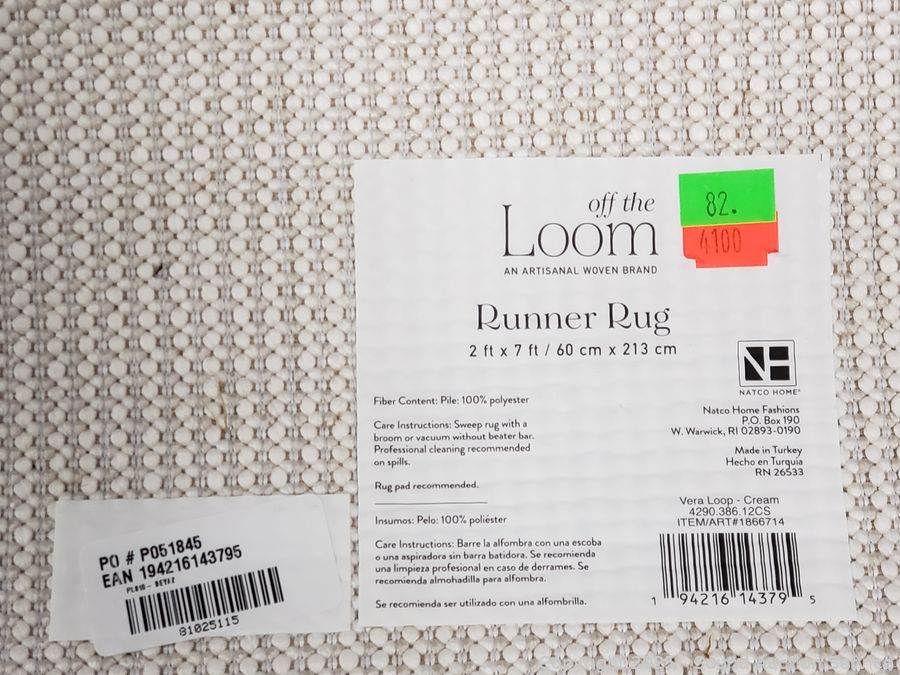 off the
Loom
AN ARTISANAL WOVEN BRAND
82.
4100
Runner Rug
2 ft x 7 ft / 60 cm x 213 cm
NATCO HOME®
Fiber Content: Pile: 100% polyester
Care Instructions: Sweep rug with a
broom or vacuum without beater bar.
Professional cleaning recommended
on spills.
Rug pad recommended.
Natco Home Fashions
P.O. Box 190
W. Warwick, RI 02893-0190
Made in Turkey
Hecho en Turquia
RN 26533
Insumos: Pelo: 100% poliéster
Care Instructions: Barre la alfombra con una escoba
o una aspiradora sin barra batidora. Se recomienda
una limpieza profesional en caso de derrames. Se
recomienda almohadilla para alfombra.
Se recomienda ser utilizado con una alfombrilla.
Vera Loop - Cream
4290.386.12CS
ITEM/ART#1866714
1 94216 14379 5
PO # P051845
EAN 194216143795
81025115